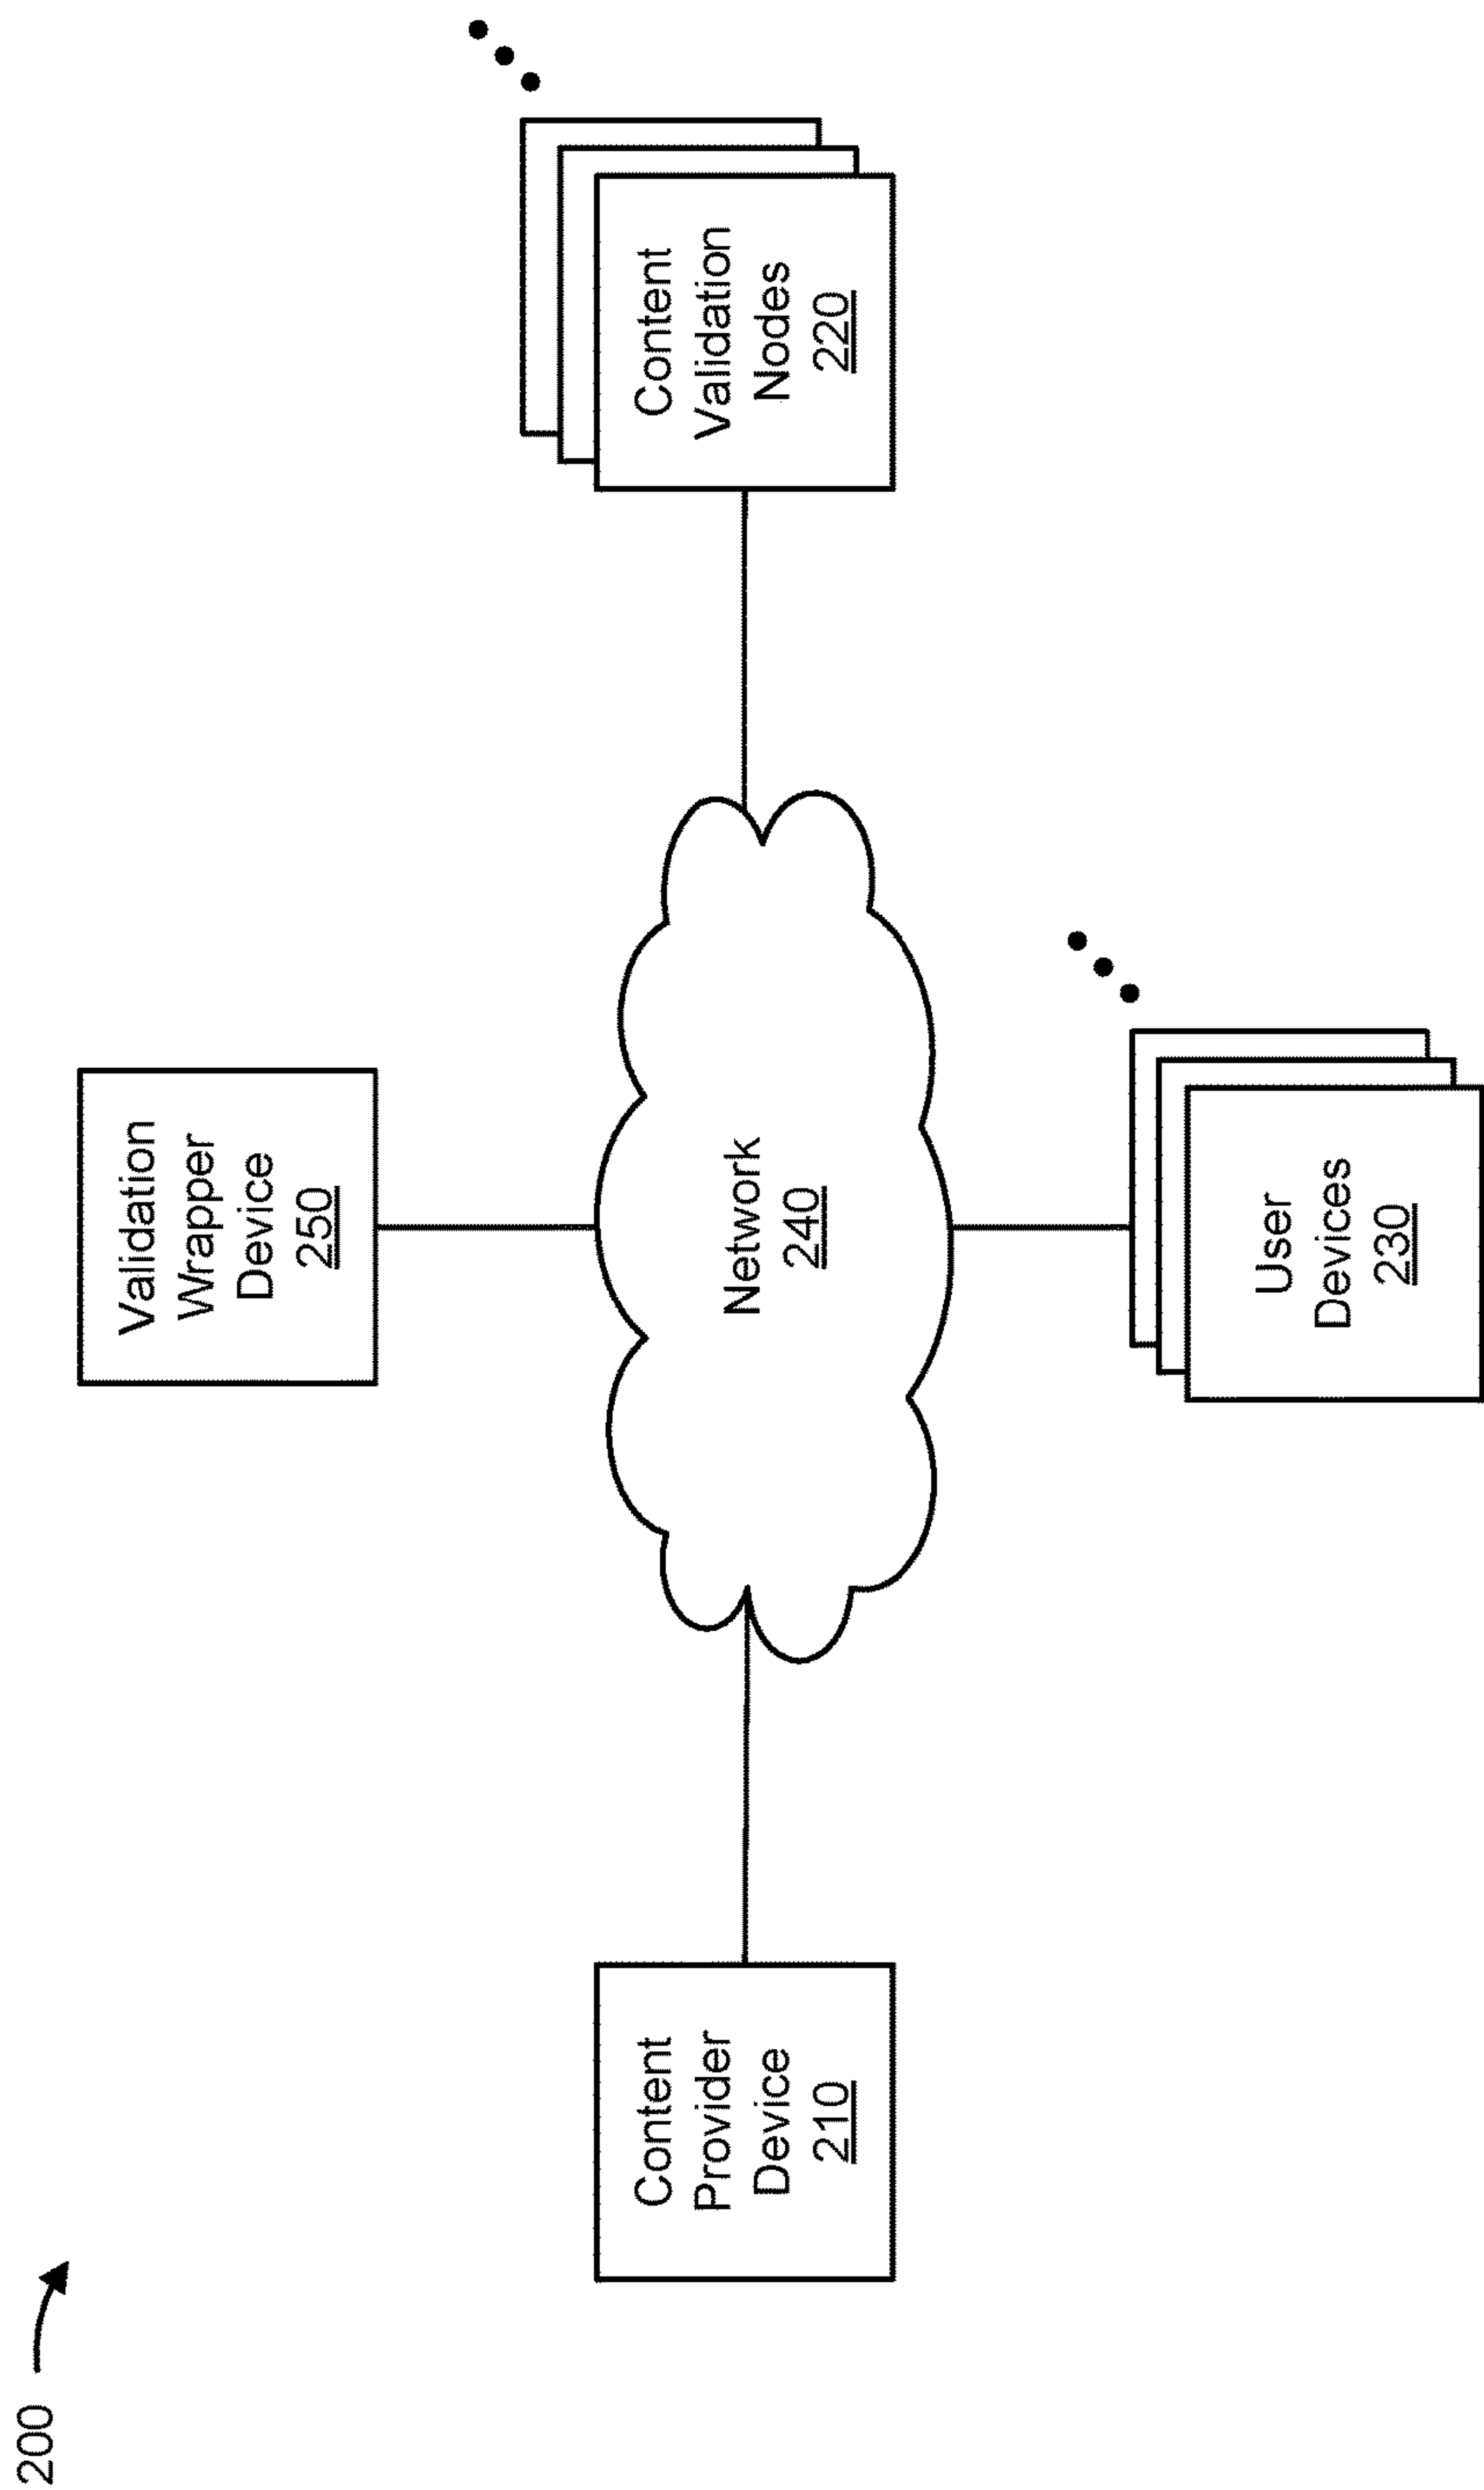 200
Validation
Wrapper
Device
250
Content
Provider
Device
210
Network
240
Content
Validation
Nodes
220
User
Devices
230